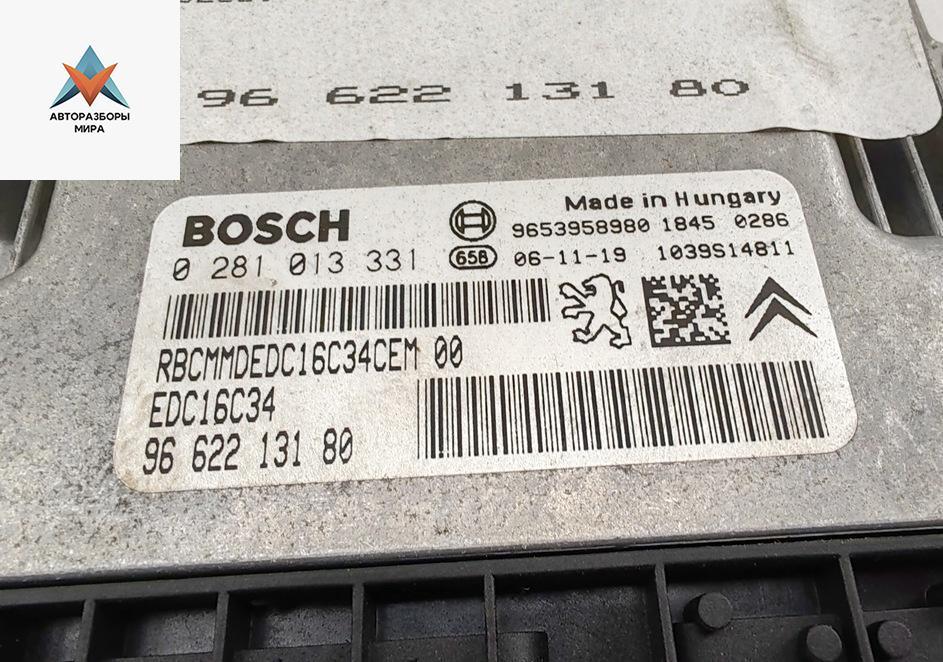 АВТОРАЗБОРЫ
МИРА
96 622 131 80
BOSCH
Made in Hungary
9653958980 1845 0286
0 281 013 331
658 06-11-19 1039S14811
RBCMMDEDC16C34CEM 00
EDC16C34
96 622 131 80